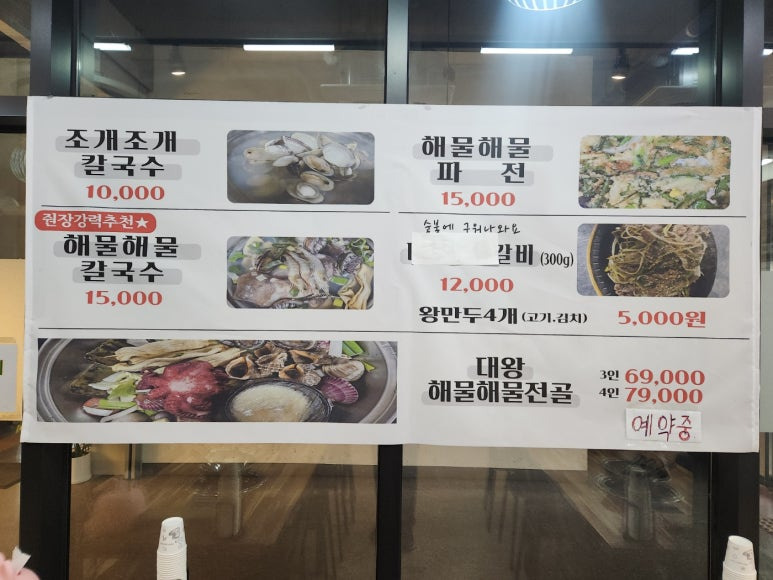 조개조개
칼국수
10,000
쥔장강력추천★
해물해물
칼국수
15,000
해물해물
파 전
15,000
숯불에 구워나와요
갈비 (300g)
12,000
왕만두4개 (고기.김치) 5,000원
대왕
해물해물전골
3인 69,000
4인 79,000
예약중